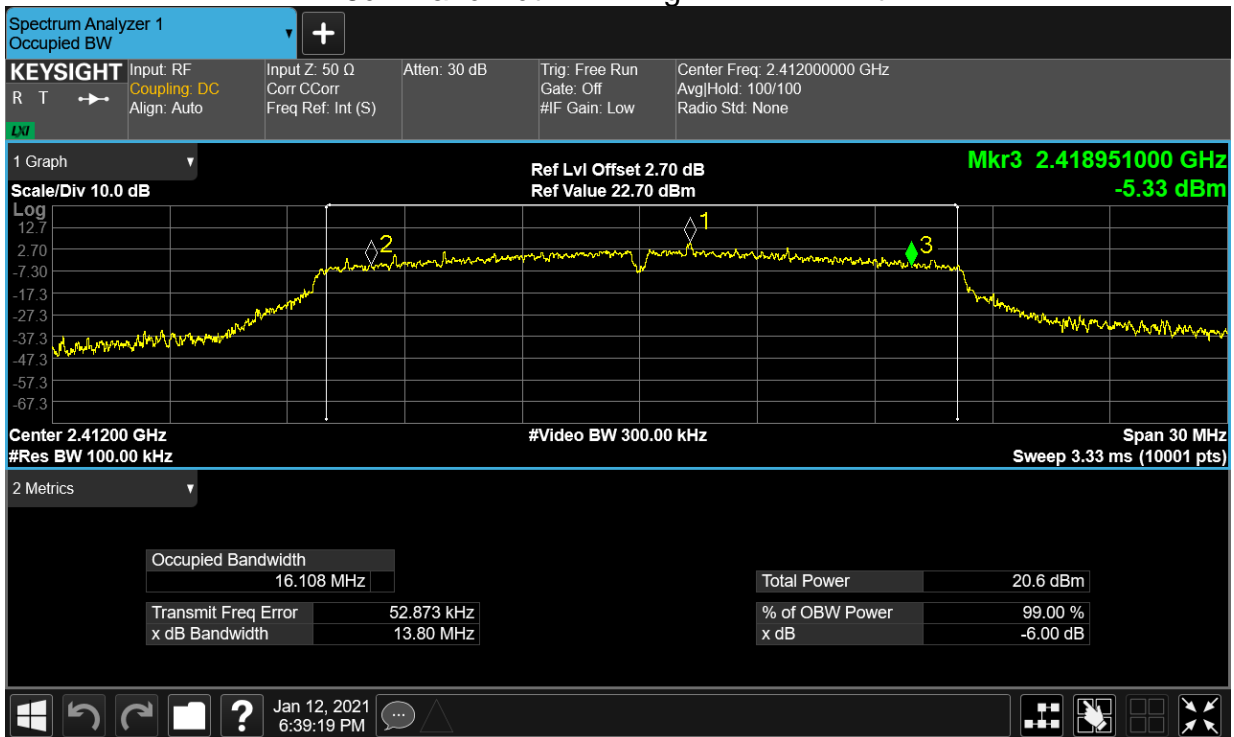 Spectrum Analyzer 1
Occupied BW
KEYSIGHT
R T
LXI
Input: RF
Coupling: DC
Align: Auto
Input Z: 50 Ω
Corr CCorr
Freq Ref: Int (S)
Atten: 30 dB
Trig: Free Run
Gate: Off
#IF Gain: Low
Center Freq: 2.412000000 GHz
Avg|Hold: 100/100
Radio Std: None
1 Graph
Scale/Div 10.0 dB
Ref Lvl Offset 2.70 dB
Ref Value 22.70 dBm
Mkr3 2.418951000 GHz
-5.33 dBm
Log
12.7
2.70
-7.30
-17.3
-27.3
-37.3
-47.3
-57.3
-67.3
2
1
3
Center 2.41200 GHz
#Video BW 300.00 kHz
Span 30 MHz
#Res BW 100.00 kHz
Sweep 3.33 ms (10001 pts)
2 Metrics
Occupied Bandwidth
16.108 MHz
Transmit Freq Error 52.873 kHz
x dB Bandwidth 13.80 MHz
Total Power 20.6 dBm
% of OBW Power 99.00 %
x dB -6.00 dB
?
Jan 12, 2021
6:39:19 PM